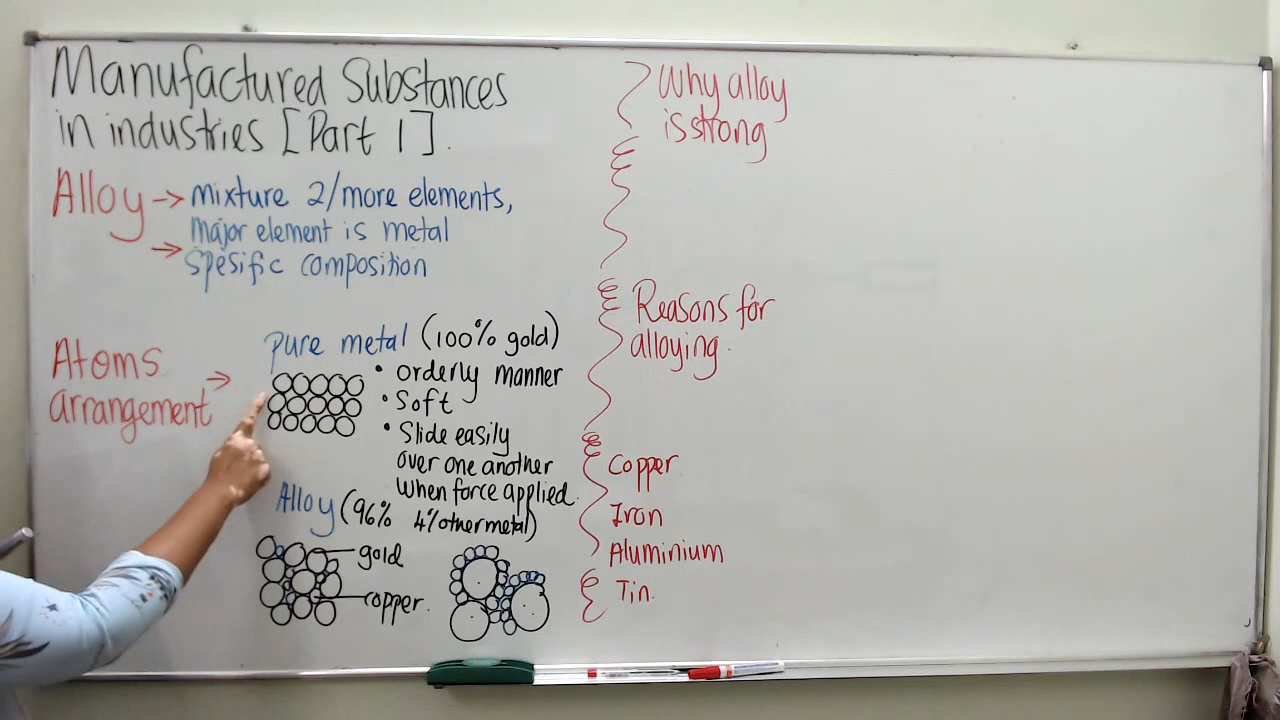 Manufactured Substances
in industries [Part 1].
Alloy → mixture 2/more elements,
major element is metal
→ spesific composition
Atoms
arrangement →
pure metal (100% gold)
• orderly manner
• Soft
• Slide easily
over one another
when force applied.
Alloy (96% 4% other metal)
gold
copper.
Why alloy
is strong
Reasons for
alloying.
Copper
Iron
Aluminium
Tin.